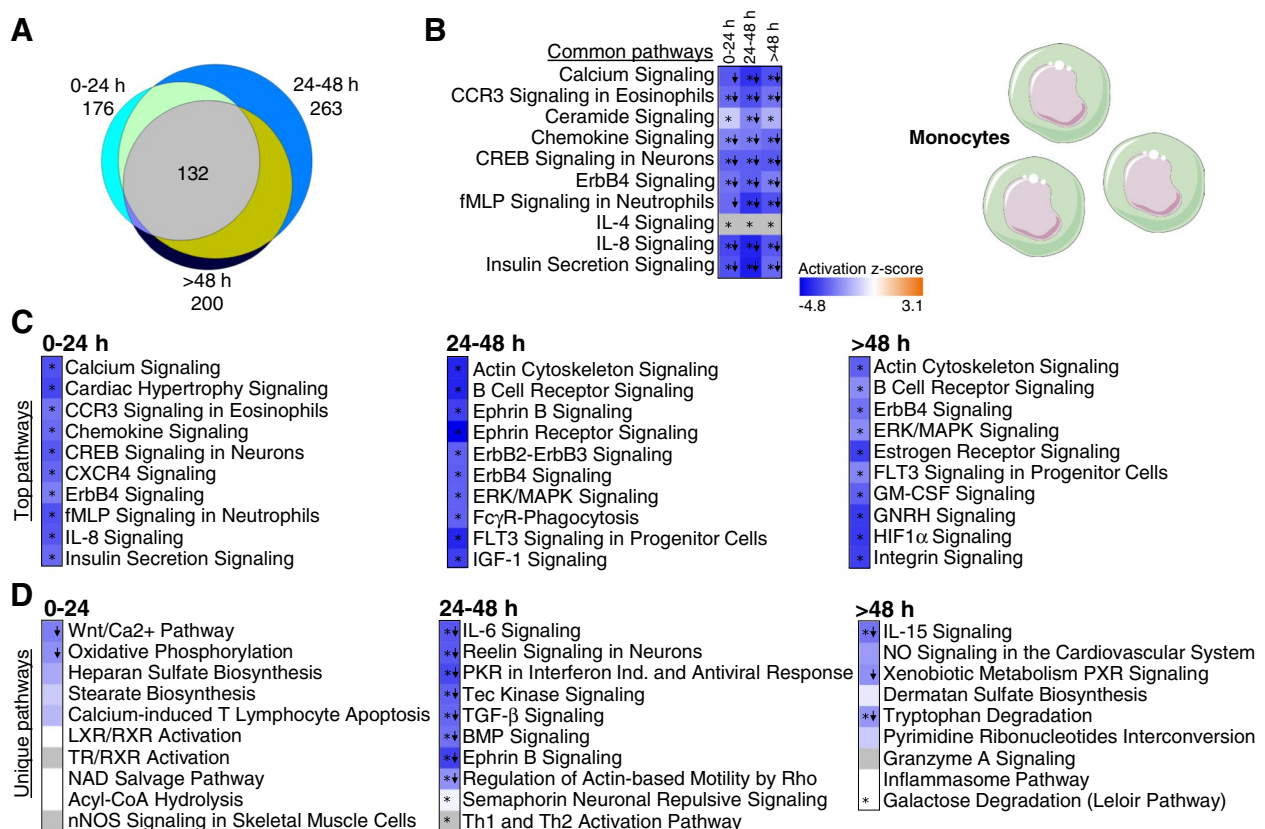 A
0-24 h
176
24-48 h
263
132
>48 h
200
B
Common pathways
0-24 h
24-48 h
>48 h
Calcium Signaling
CCR3 Signaling in Eosinophils
Ceramide Signaling
Chemokine Signaling
CREB Signaling in Neurons
ErbB4 Signaling
fMLP Signaling in Neutrophils
IL-4 Signaling
IL-8 Signaling
Insulin Secretion Signaling
Monocytes
Activation z-score
-4.8 3.1
C
Top pathways
0-24 h
* Calcium Signaling
* Cardiac Hypertrophy Signaling
* CCR3 Signaling in Eosinophils
* Chemokine Signaling
* CREB Signaling in Neurons
* CXCR4 Signaling
* ErbB4 Signaling
* fMLP Signaling in Neutrophils
* IL-8 Signaling
* Insulin Secretion Signaling
24-48 h
* Actin Cytoskeleton Signaling
* B Cell Receptor Signaling
* Ephrin B Signaling
* Ephrin Receptor Signaling
* ErbB2-ErbB3 Signaling
* ErbB4 Signaling
* ERK/MAPK Signaling
* FcγR-Phagocytosis
* FLT3 Signaling in Progenitor Cells
* IGF-1 Signaling
>48 h
* Actin Cytoskeleton Signaling
* B Cell Receptor Signaling
* ErbB4 Signaling
* ERK/MAPK Signaling
* Estrogen Receptor Signaling
* FLT3 Signaling in Progenitor Cells
* GM-CSF Signaling
* GNRH Signaling
* HIF1α Signaling
* Integrin Signaling
D
Unique pathways
0-24
↓ Wnt/Ca2+ Pathway
↓ Oxidative Phosphorylation
Heparan Sulfate Biosynthesis
Stearate Biosynthesis
Calcium-induced T Lymphocyte Apoptosis
LXR/RXR Activation
TR/RXR Activation
NAD Salvage Pathway
Acyl-CoA Hydrolysis
nNOS Signaling in Skeletal Muscle Cells
24-48 h
*↓ IL-6 Signaling
*↓ Reelin Signaling in Neurons
*↓ PKR in Interferon Ind. and Antiviral Response
*↓ Tec Kinase Signaling
*↓ TGF-β Signaling
*↓ BMP Signaling
*↓ Ephrin B Signaling
*↓ Regulation of Actin-based Motility by Rho
* Semaphorin Neuronal Repulsive Signaling
* Th1 and Th2 Activation Pathway
>48 h
*↓ IL-15 Signaling
NO Signaling in the Cardiovascular System
↓ Xenobiotic Metabolism PXR Signaling
Dermatan Sulfate Biosynthesis
*↓ Tryptophan Degradation
Pyrimidine Ribonucleotides Interconversion
Granzyme A Signaling
Inflammasome Pathway
* Galactose Degradation (Leloir Pathway)